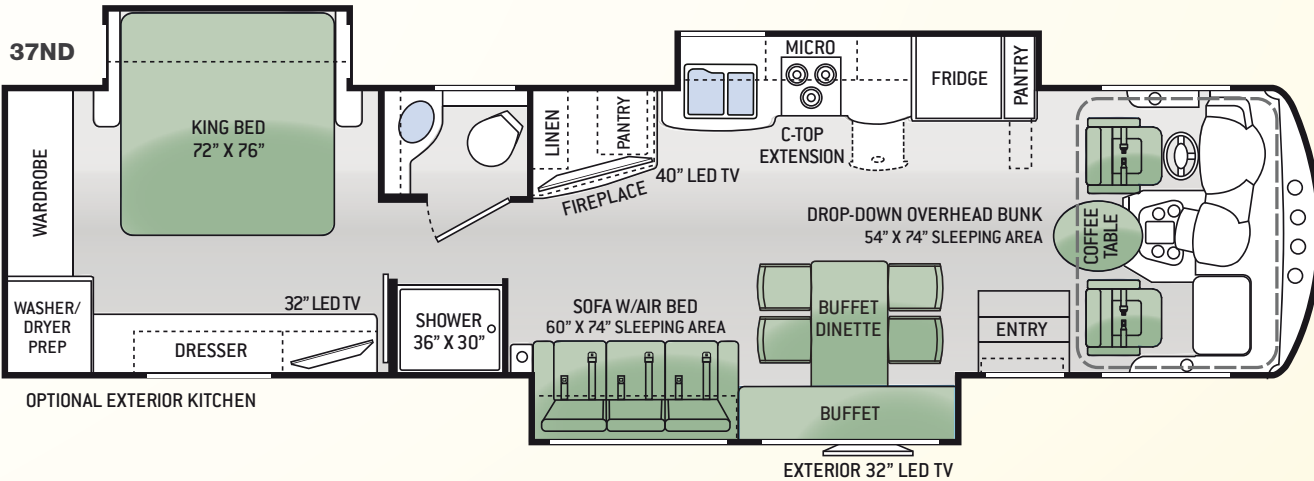 37ND
KING BED
72” X 76”
WARDROBE
WASHER/
DRYER
PREP
32” LED TV
DRESSER
OPTIONAL EXTERIOR KITCHEN
LINEN
PANTRY
FIREPLACE
40” LED TV
SHOWER
36” X 30”
MICRO
C-TOP
EXTENSION
FRIDGE
PANTRY
DROP-DOWN OVERHEAD BUNK
54” X 74” SLEEPING AREA
COFFEE
TABLE
SOFA W/AIR BED
60” X 74” SLEEPING AREA
BUFFET
DINETTE
ENTRY
BUFFET
EXTERIOR 32” LED TV